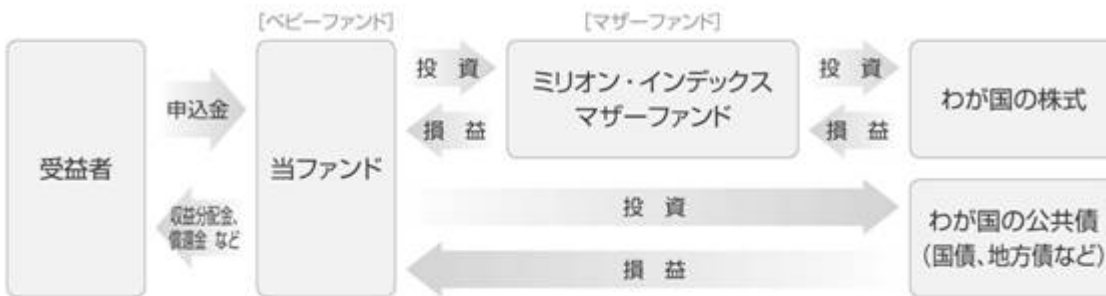 [ベビーファンド]
[マザーファンド]
受益者
申込金
収益分配金、
償還金 など
当ファンド
投 資
損 益
ミリオン・インデックス
マザーファンド
投 資
損 益
わが国の株式
投 資
損 益
わが国の公共債
(国債、地方債など)